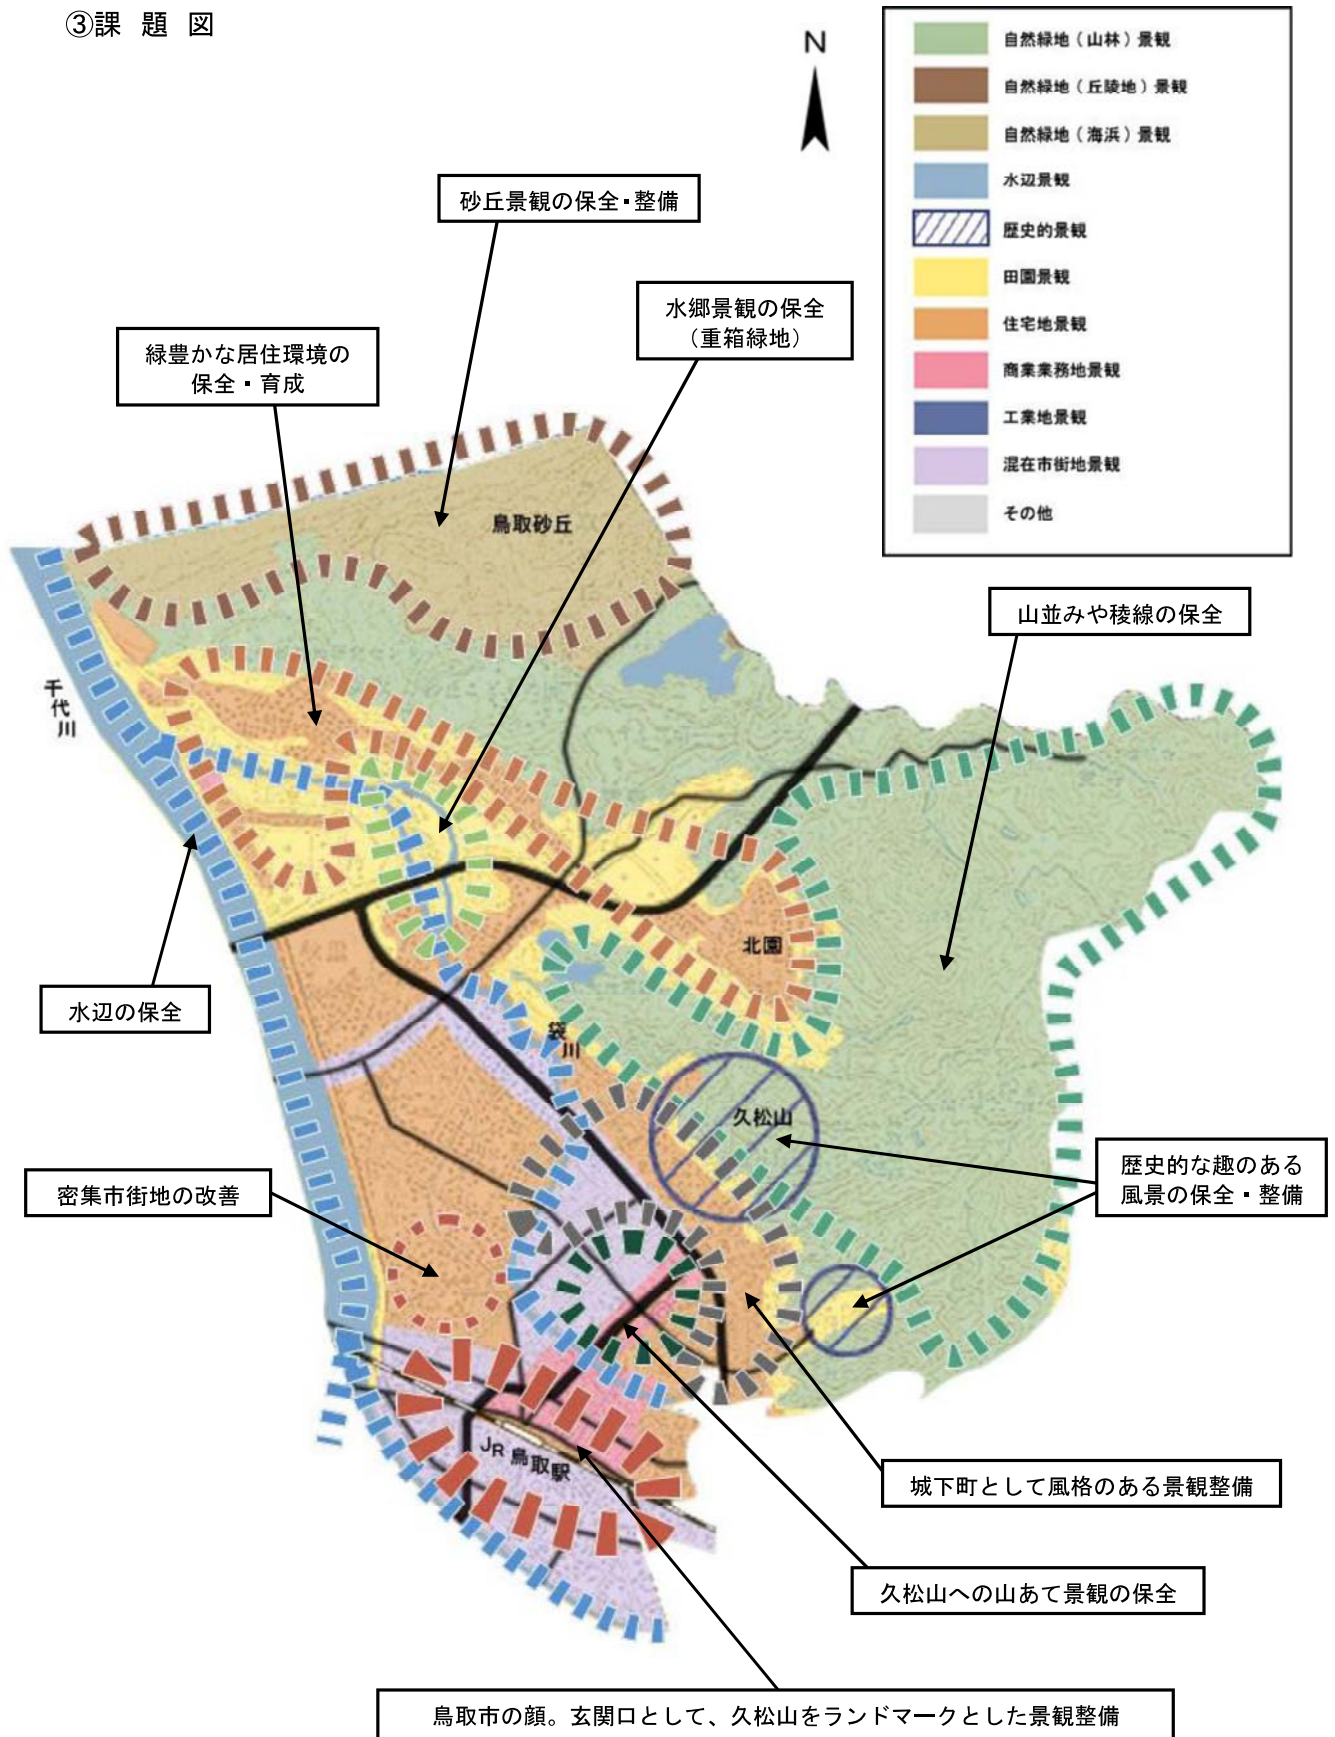 ③課題図
N
自然緑地（山林）景観
自然緑地（丘陵地）景観
自然緑地（海浜）景観
水辺景観
歴史的景観
田園景観
住宅地景観
商業業務地景観
工業地景観
混在市街地景観
その他
砂丘景観の保全・整備
水郷景観の保全
（重箱緑地）
緑豊かな居住環境の
保全・育成
鳥取砂丘
山並みや稜線の保全
千代川
北園
水辺の保全
袋川
久松山
歴史的な趣のある
風景の保全・整備
密集市街地の改善
JR鳥取駅
城下町として風格のある景観整備
久松山への山あて景観の保全
鳥取市の顔。玄関口として、久松山をランドマークとした景観整備